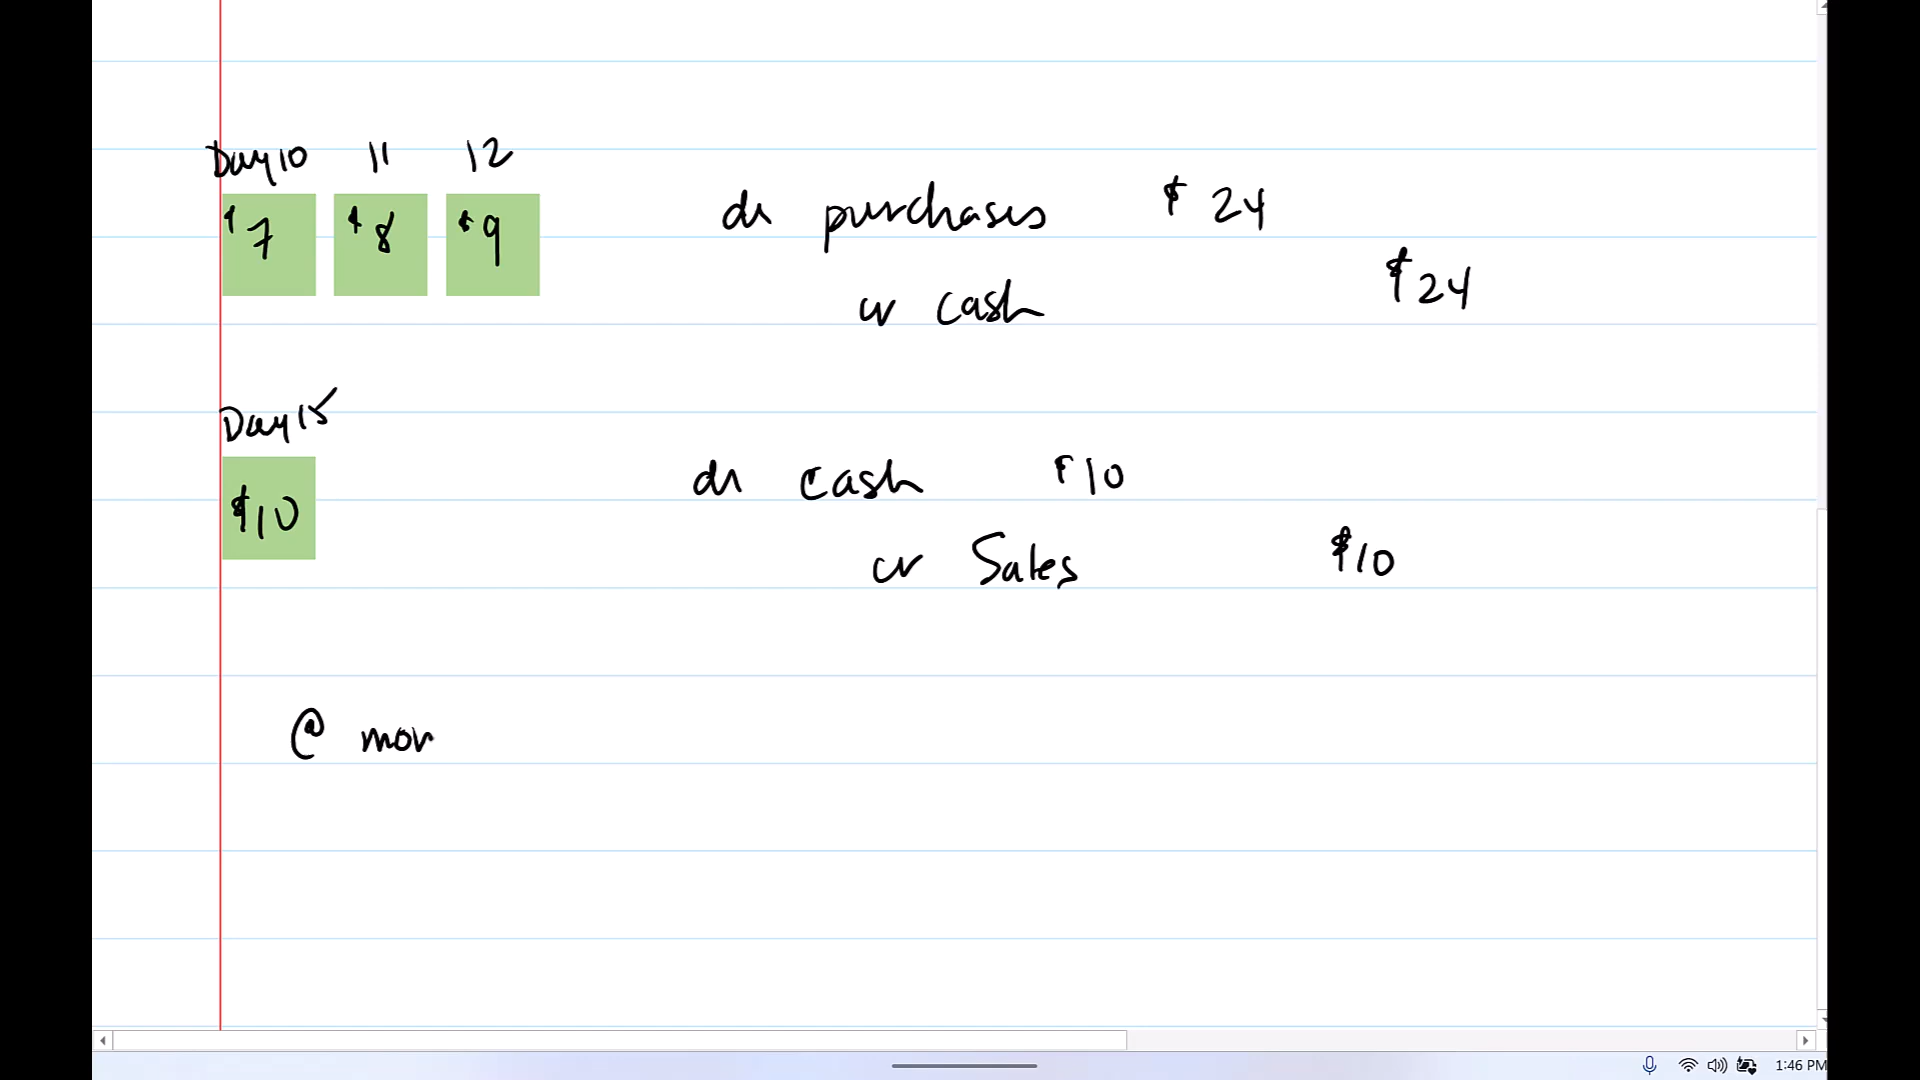 Day 10 11 12
$7 $8 $9
dr purchases $ 24
cr cash $24
Day 15
$10
dr cash $10
cr Sales $10
@ mon
1:46 PM